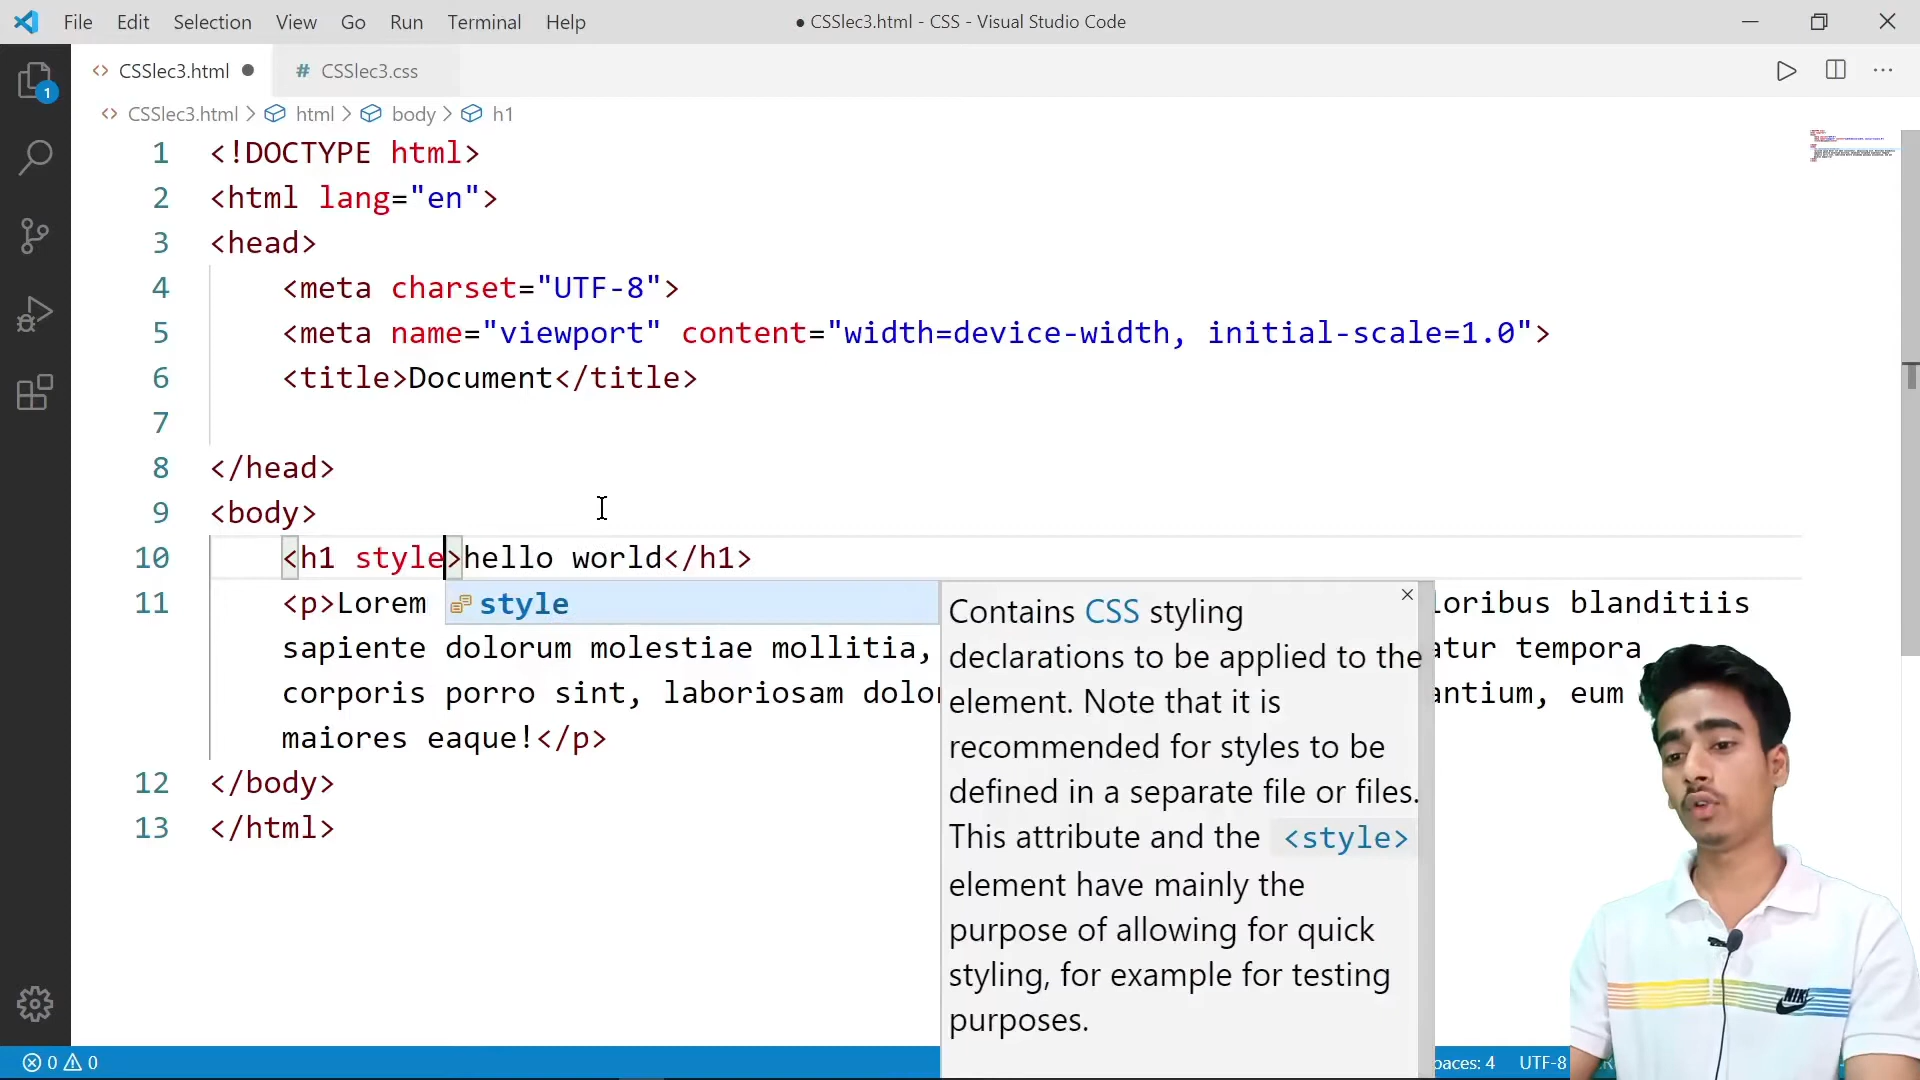 File Edit Selection View Go Run Terminal Help ● CSSlec3.html - CSS - Visual Studio Code
CSSlec3.html ● # CSSlec3.css
1
CSSlec3.html > html > body > h1
1 <!DOCTYPE html>
2 <html lang="en">
3 <head>
4 <meta charset="UTF-8">
5 <meta name="viewport" content="width=device-width, initial-scale=1.0">
6 <title>Document</title>
7
8 </head>
9 <body>
10 <h1 style>hello world</h1>
11 <p>Lorem oribus blanditiis
sapiente dolorum molestiae mollitia, atur tempora
corporis porro sint, laboriosam dolo antium, eum
maiores eaque!</p>
12 </body>
13 </html>
style
Contains CSS styling
declarations to be applied to the
element. Note that it is
recommended for styles to be
defined in a separate file or files.
This attribute and the <style>
element have mainly the
purpose of allowing for quick
styling, for example for testing
purposes.
NIKE
0 0 paces: 4 UTF-8